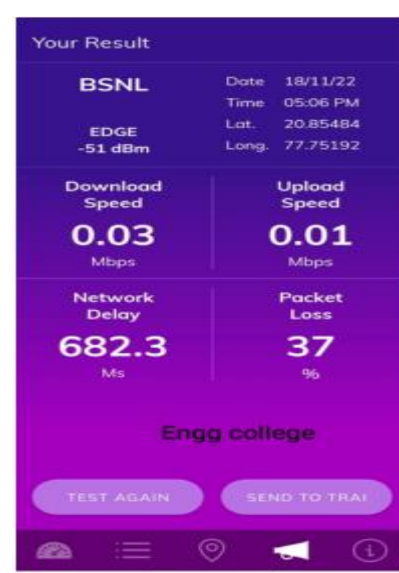 Your Result
BSNL
EDGE
-51 dBm
Date 18/11/22
Time 05:06 PM
Lat. 20.85484
Long. 77.75192
Download
Speed
0.03
Mbps
Upload
Speed
0.01
Mbps
Network
Delay
682.3
Ms
Packet
Loss
37
%
Engg college
TEST AGAIN
SEND TO TRAI